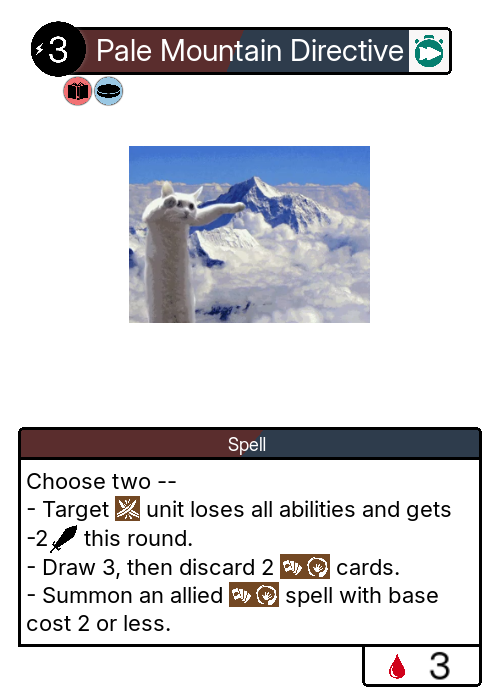 3 Pale Mountain Directive
Spell
Choose two --
- Target unit loses all abilities and gets
-2 this round.
- Draw 3, then discard 2 cards.
- Summon an allied spell with base
cost 2 or less.
3